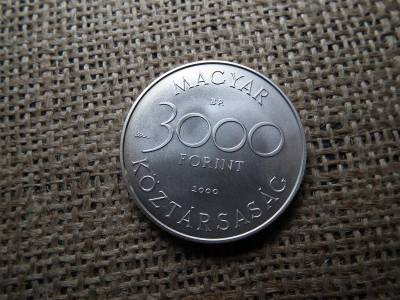 MAGYAR
BP.
3000
FORINT
2000
KÖZTÁRSASÁG